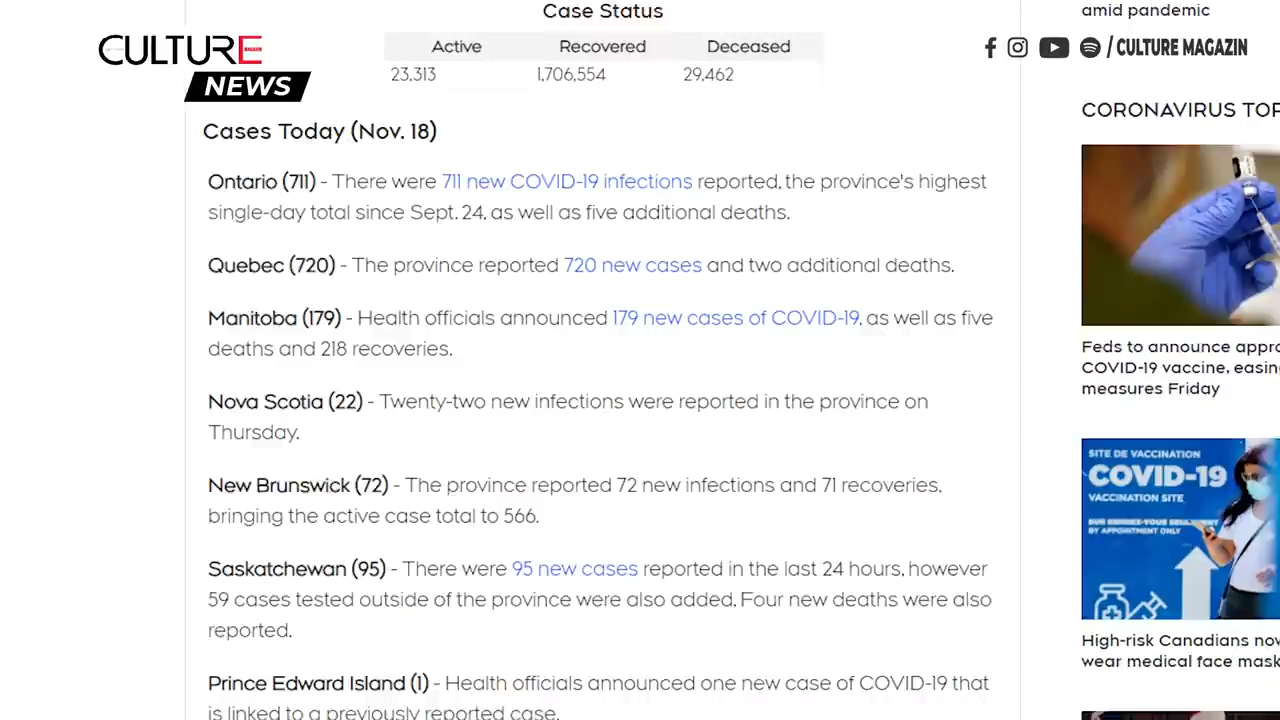 Case Status
amid pandemic
CULTURE
NEWS
/ CULTURE MAGAZIN
Active Recovered Deceased
23,313 1,706,554 29,462
Cases Today (Nov. 18)
Ontario (711) - There were 711 new COVID-19 infections reported, the province's highest
single-day total since Sept. 24, as well as five additional deaths.
Quebec (720) - The province reported 720 new cases and two additional deaths.
Manitoba (179) - Health officials announced 179 new cases of COVID-19, as well as five
deaths and 218 recoveries.
Nova Scotia (22) - Twenty-two new infections were reported in the province on
Thursday.
New Brunswick (72) - The province reported 72 new infections and 71 recoveries,
bringing the active case total to 566.
Saskatchewan (95) - There were 95 new cases reported in the last 24 hours, however
59 cases tested outside of the province were also added. Four new deaths were also
reported.
Prince Edward Island (1) - Health officials announced one new case of COVID-19 that
is linked to a previously reported case.
CORONAVIRUS TOP
Feds to announce appro
COVID-19 vaccine, easing
measures Friday
SITE DE VACCINATION
COVID-19
VACCINATION SITE
SUR RENDEZ-VOUS SEULEMENT
BY APPOINTMENT ONLY
High-risk Canadians now
wear medical face mask